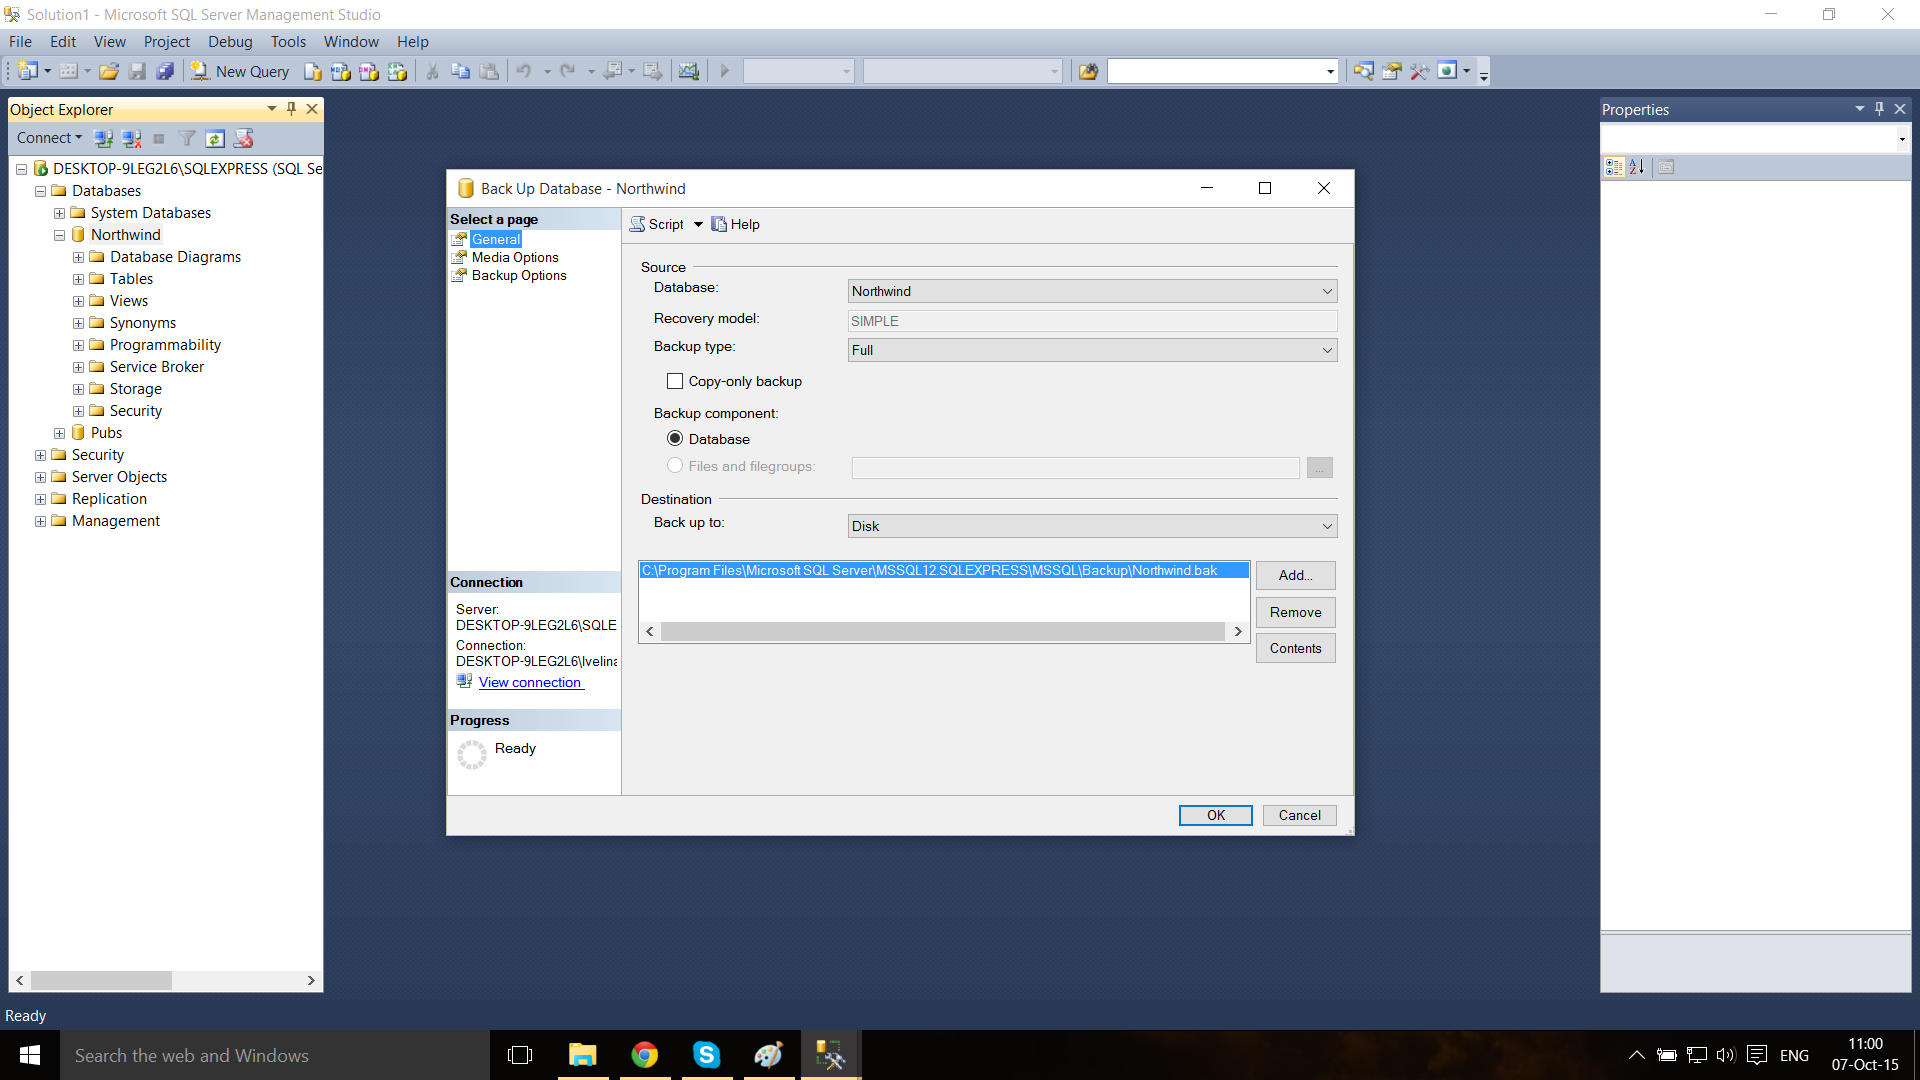 Solution1 - Microsoft SQL Server Management Studio
File Edit View Project Debug Tools Window Help
New Query
Object Explorer
Connect
DESKTOP-9LEG2L6\SQLEXPRESS (SQL Se
Databases
System Databases
Northwind
Database Diagrams
Tables
Views
Synonyms
Programmability
Service Broker
Storage
Security
Pubs
Security
Server Objects
Replication
Management
Back Up Database - Northwind
Select a page
General
Media Options
Backup Options
Script Help
Source
Database: Northwind
Recovery model: SIMPLE
Backup type: Full
Copy-only backup
Backup component:
Database
Files and filegroups: ...
Destination
Back up to: Disk
C:\Program Files\Microsoft SQL Server\MSSQL12.SQLEXPRESS\MSSQL\Backup\Northwind.bak
Add...
Remove
Contents
Connection
Server:
DESKTOP-9LEG2L6\SQLE
Connection:
DESKTOP-9LEG2L6\Ivelina
View connection
Progress
Ready
OK Cancel
Properties
Ready
Search the web and Windows
ENG
11:00
07-Oct-15